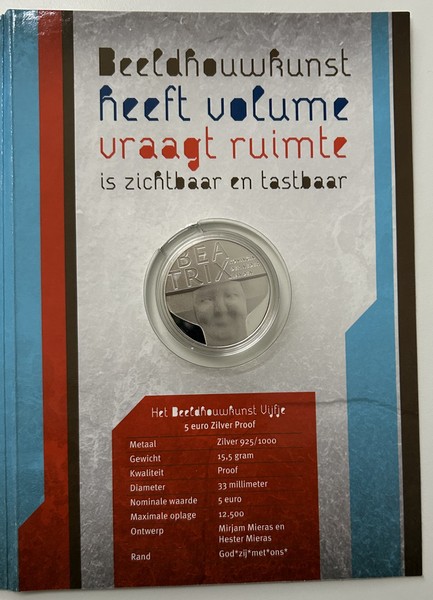 Beeldhouwkunst
heeft volume
vraagt ruimte
is zichtbaar en tastbaar
BEA
TRIX
Het Beeldhouwkunst Vijfje
5 euro Zilver Proof
Metaal Zilver 925/1000
Gewicht 15,5 gram
Kwaliteit Proof
Diameter 33 millimeter
Nominale waarde 5 euro
Maximale oplage 12.500
Ontwerp Mirjam Mieras en
Hester Mieras
Rand God*zij*met*ons*